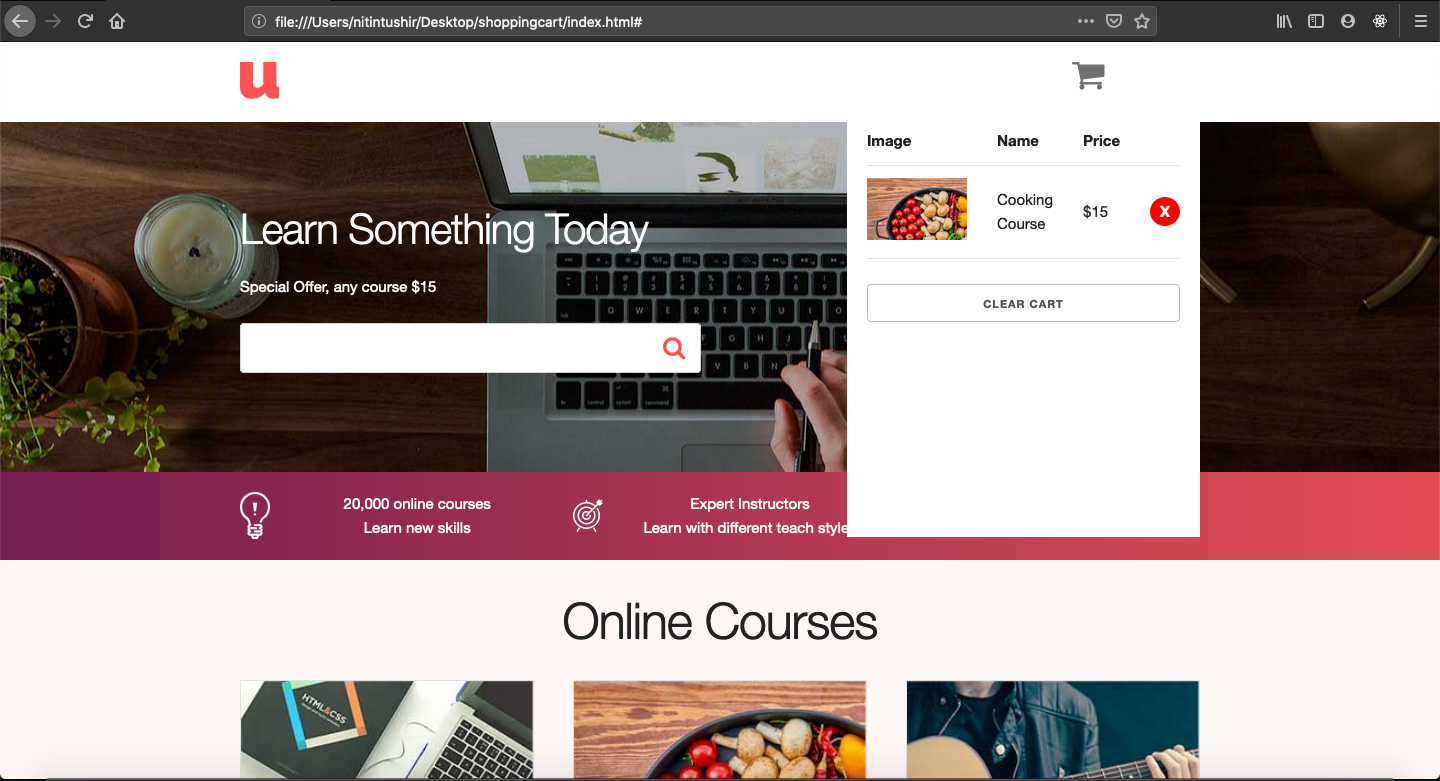 file:///Users/nitintushir/Desktop/shoppingcart/index.html#
u
Image Name Price
Cooking
Course
$15
X
CLEAR CART
Learn Something Today
Special Offer, any course $15
20,000 online courses
Learn new skills
Expert Instructors
Learn with different teach style
Online Courses
HTML&CSS